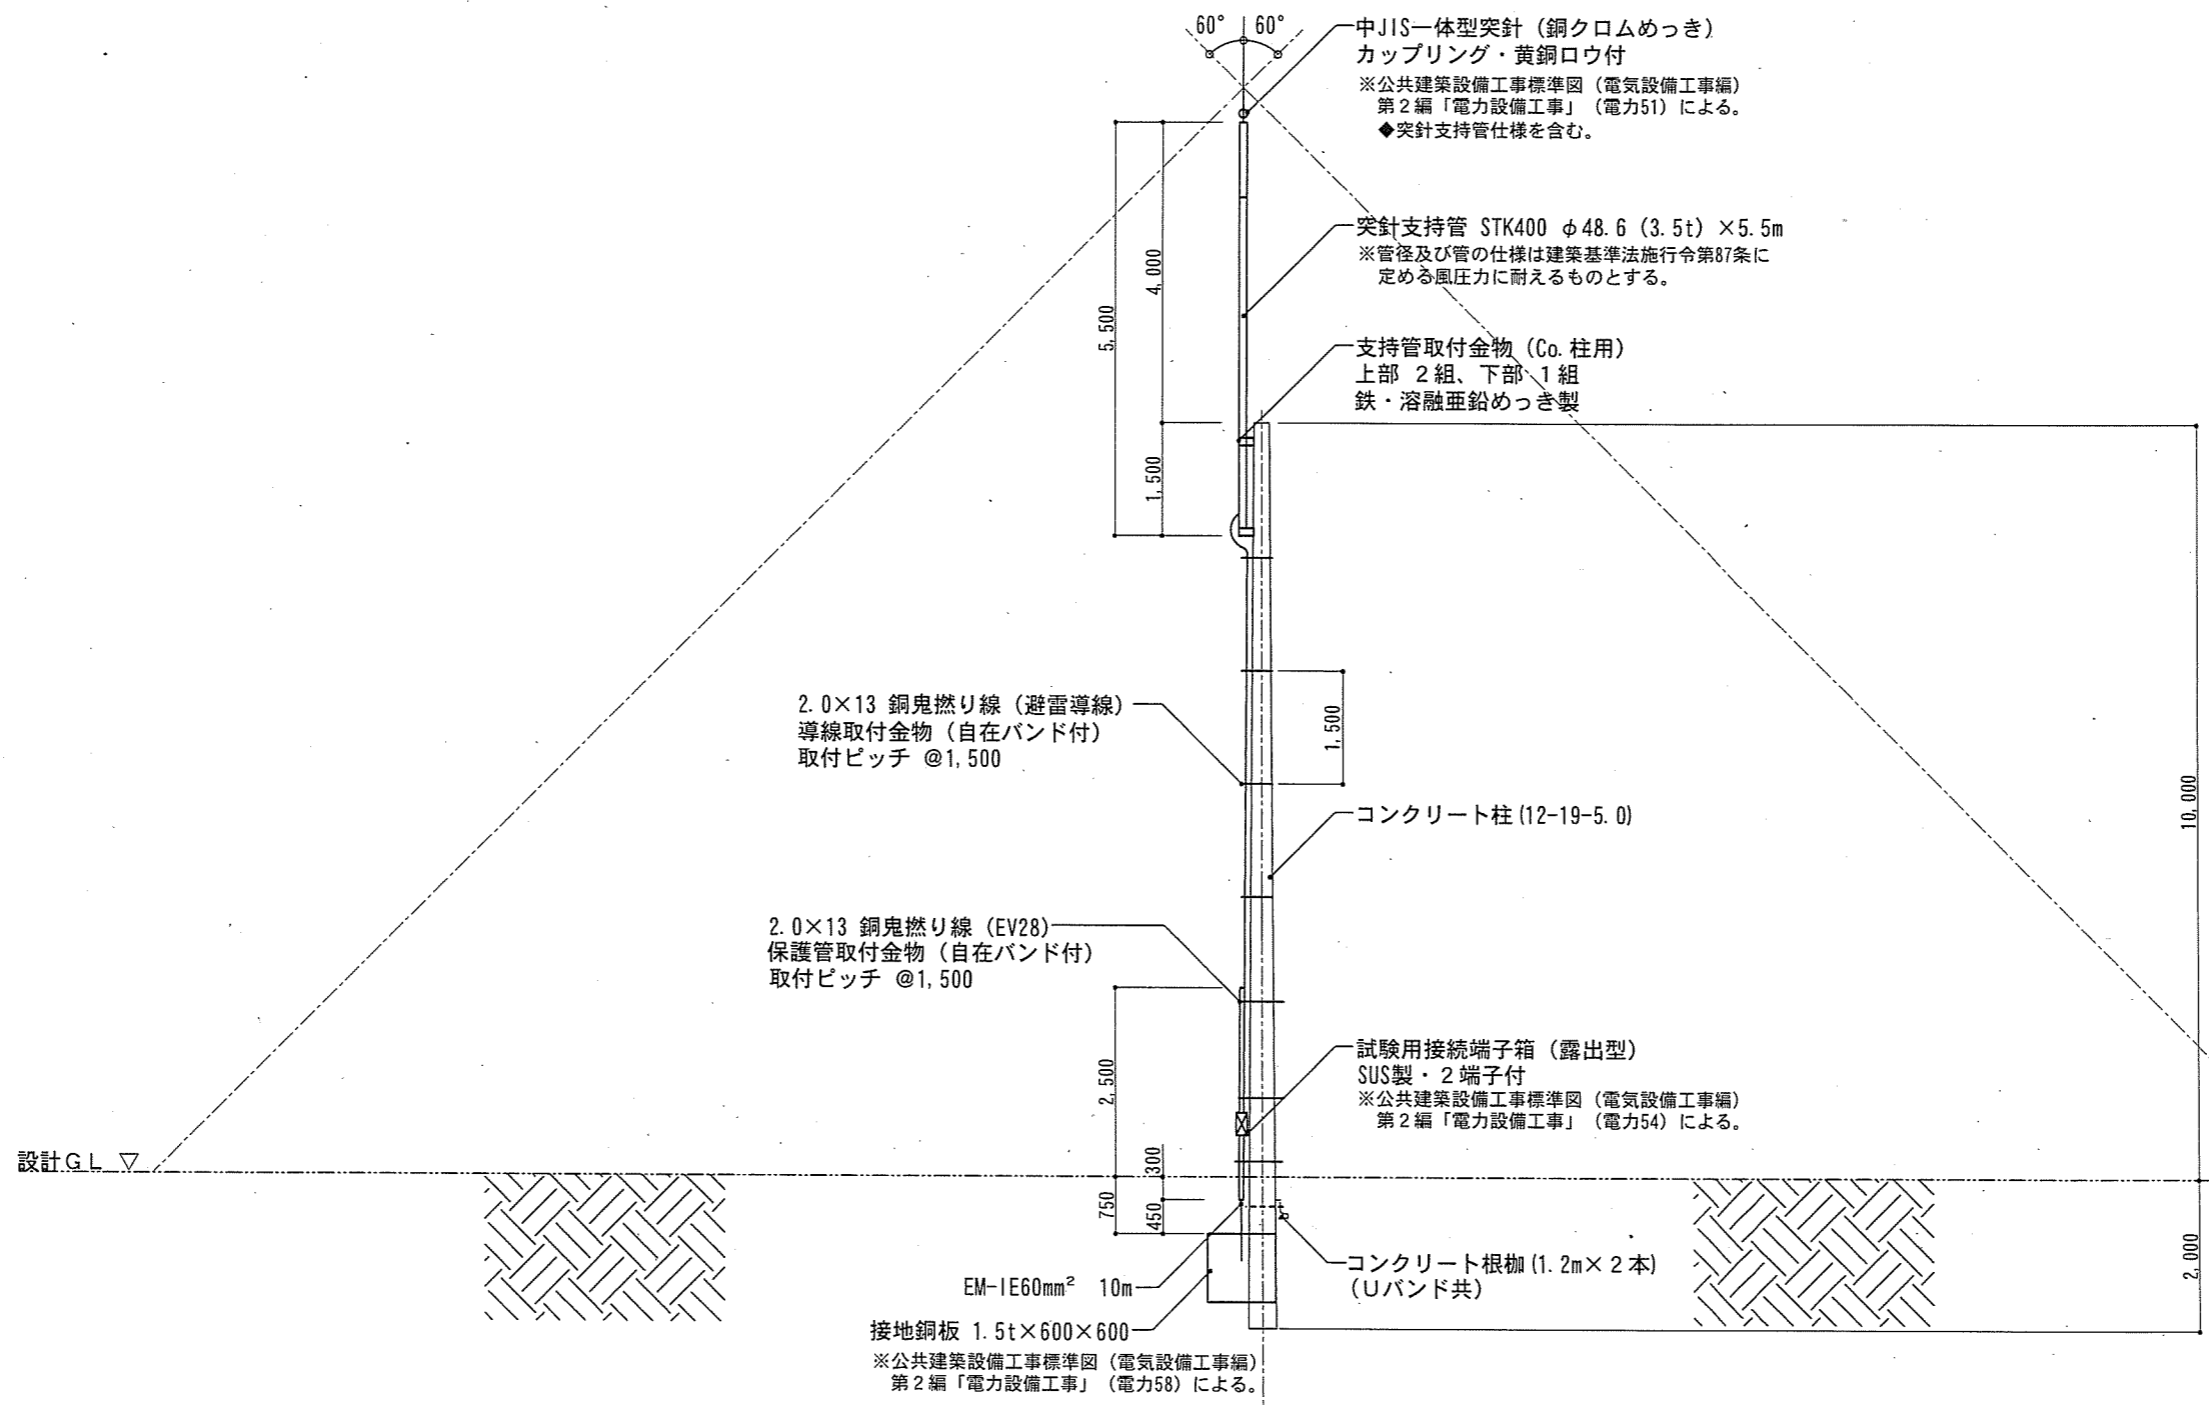 60°
60°
中JIS一体型突針（銅クロムめっき）
カップリング・黄銅ロウ付
※公共建築設備工事標準図（電気設備工事編）
第２編「電力設備工事」（電力51）による。
◆突針支持管仕様を含む。
突針支持管 STK400 φ48.6 (3.5t) ×5.5m
※管径及び管の仕様は建築基準法施行令第87条に
定める風圧力に耐えるものとする。
5,500
4,000
1,500
支持管取付金物（Co.柱用）
上部 ２組、下部 １組
鉄・溶融亜鉛めっき製
2.0×13 銅鬼撚り線（避雷導線）
導線取付金物（自在バンド付）
取付ピッチ @1,500
1,500
コンクリート柱(12-19-5.0)
10,000
2.0×13 銅鬼撚り線（EV28）
保護管取付金物（自在バンド付）
取付ピッチ @1,500
2,500
試験用接続端子箱（露出型）
SUS製・２端子付
※公共建築設備工事標準図（電気設備工事編）
第２編「電力設備工事」（電力54）による。
設計ＧＬ ▽
300
750
450
2,000
コンクリート根枷(1.2m×２本)
（Ｕバンド共）
EM-IE60mm² 10m
接地銅板 1.5t×600×600
※公共建築設備工事標準図（電気設備工事編）
第２編「電力設備工事」（電力58）による。